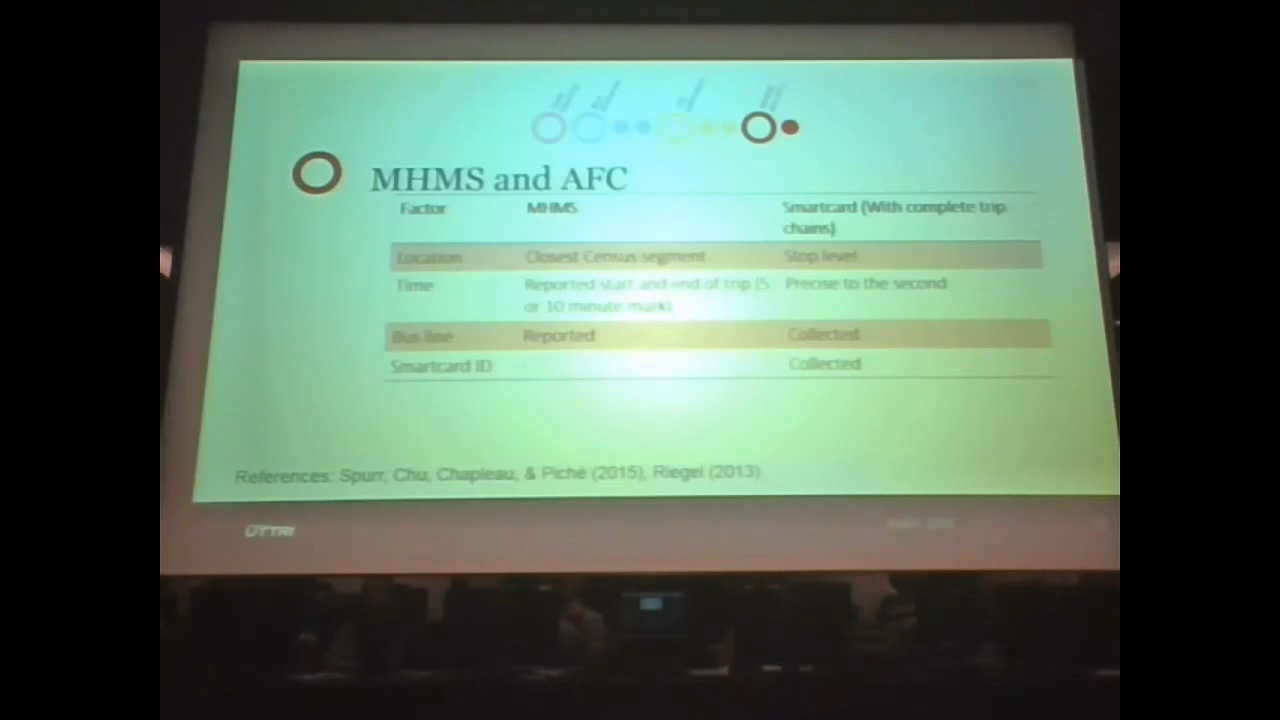 MHMS and AFC
Factor MHMS Smartcard (With complete trip
chains)
Location Closest Census segment Stop level
Time Reported start and end of trip (5 Precise to the second
or 10 minute mark)
Bus line Reported Collected
Smartcard ID Collected
References: Spurr, Chu, Chapleau, & Piché (2015), Riegel (2013)
UTTRI